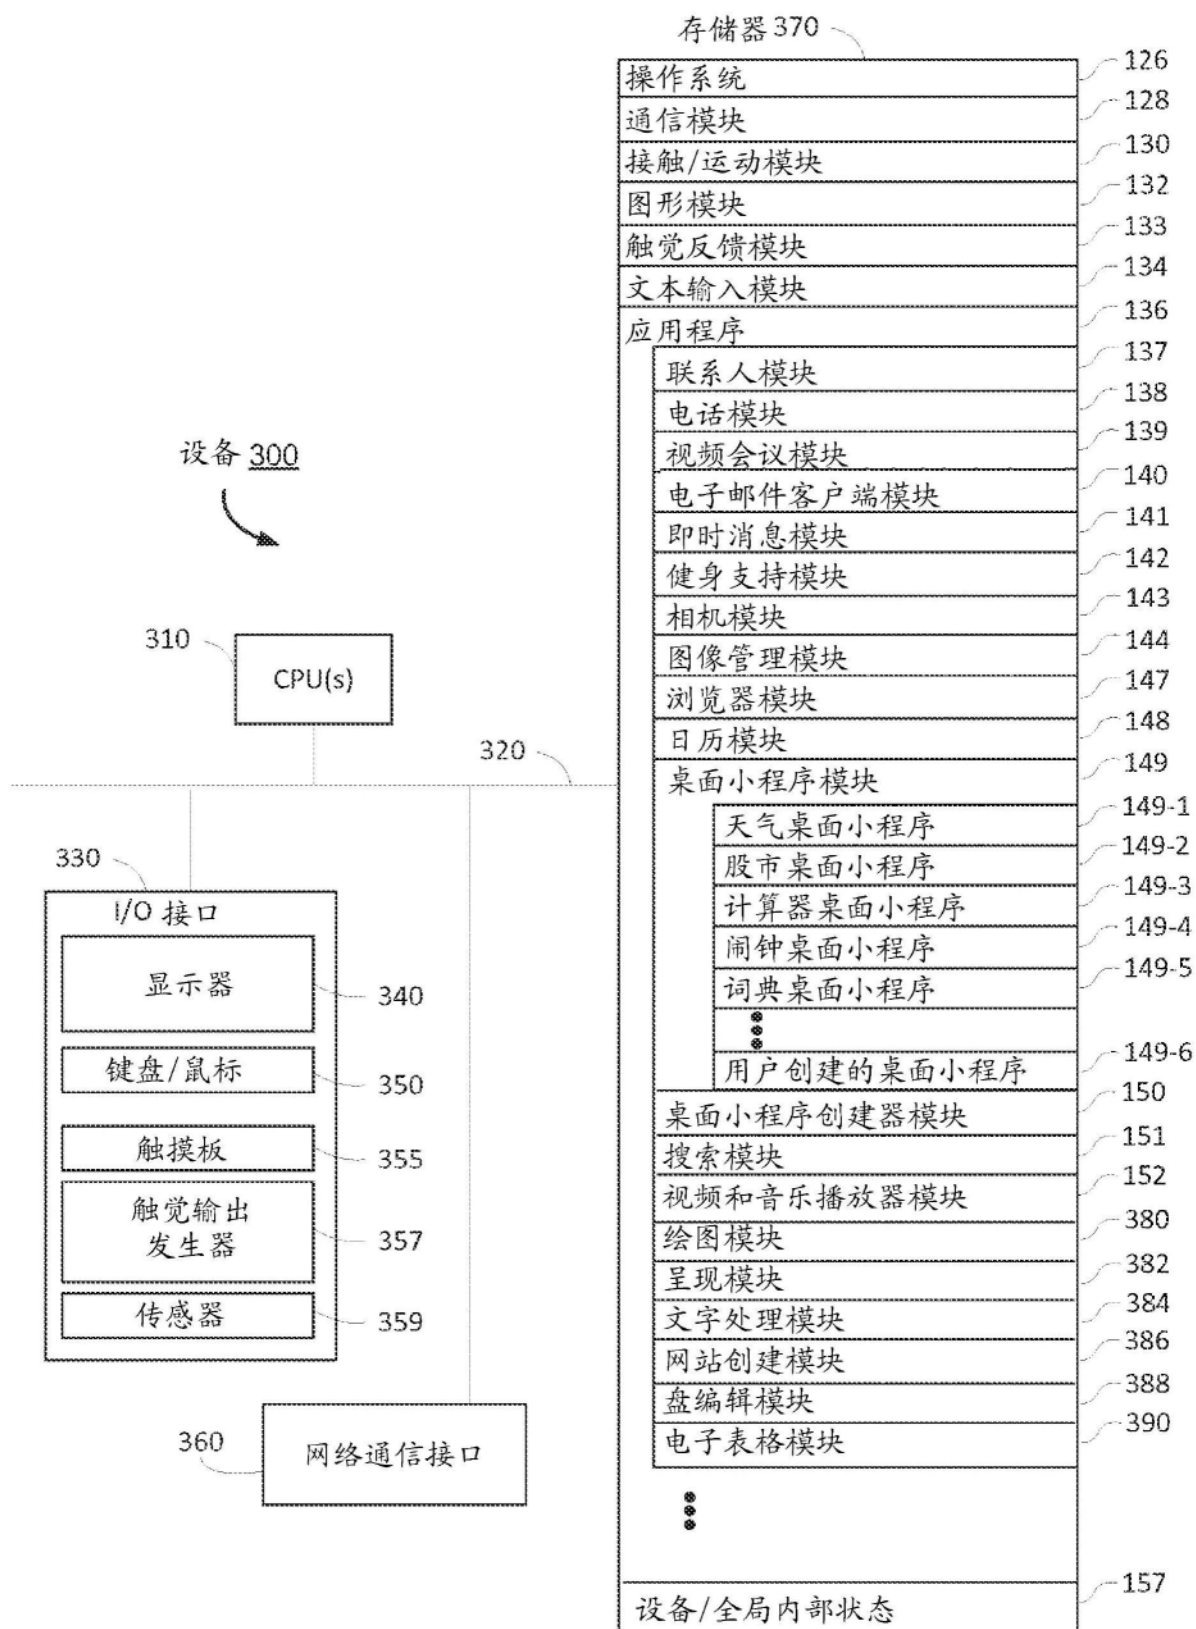 存储器 370
操作系统 126
通信模块 128
接触/运动模块 130
图形模块 132
触觉反馈模块 133
文本输入模块 134
应用程序 136
联系人模块 137
电话模块 138
视频会议模块 139
电子邮件客户端模块 140
即时消息模块 141
健身支持模块 142
相机模块 143
图像管理模块 144
浏览器模块 147
日历模块 148
桌面小程序模块 149
天气桌面小程序 149-1
股市桌面小程序 149-2
计算器桌面小程序 149-3
闹钟桌面小程序 149-4
词典桌面小程序 149-5
用户创建的桌面小程序 149-6
桌面小程序创建器模块 150
搜索模块 151
视频和音乐播放器模块 152
绘图模块 380
呈现模块 382
文字处理模块 384
网站创建模块 386
盘编辑模块 388
电子表格模块 390
设备/全局内部状态 157
设备 300
310
CPU(s)
320
330
I/O 接口
显示器 340
键盘/鼠标 350
触摸板 355
触觉输出
发生器 357
传感器 359
360
网络通信接口